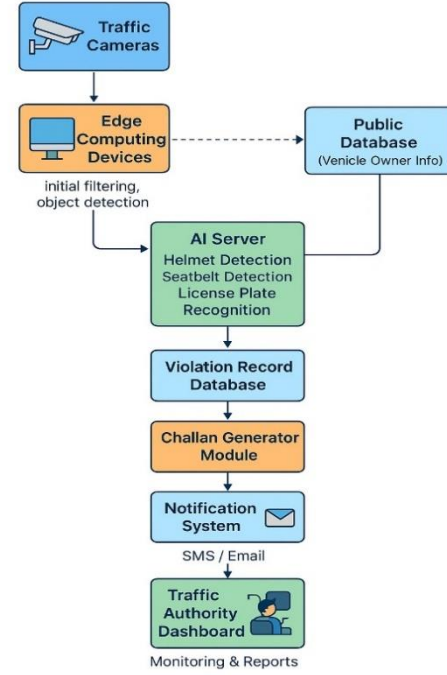 Traffic
Cameras
Edge
Computing
Devices
initial filtering,
object detection
Public
Database
(Venicle Owner Info)
AI Server
Helmet Detection
Seatbelt Detection
License Plate
Recognition
Violation Record
Database
Challan Generator
Module
Notification
System
SMS / Email
Traffic
Authority
Dashboard
Monitoring & Reports